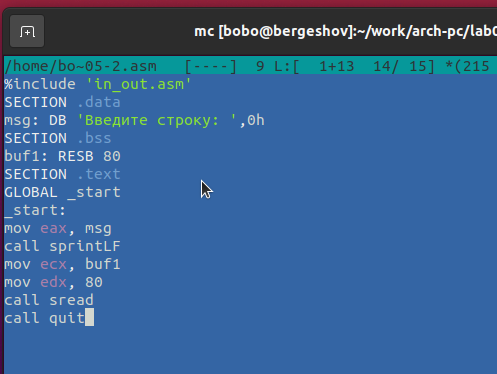 mc [bobo@bergeshov]:~/work/arch-pc/lab0
/home/bo~05-2.asm   [----]  9 L:[  1+13  14/ 15] *(215
%include 'in_out.asm'
SECTION .data
msg: DB 'Введите строку: ',0h
SECTION .bss
buf1: RESB 80
SECTION .text
GLOBAL _start
_start:
mov eax, msg
call sprintLF
mov ecx, buf1
mov edx, 80
call sread
call quit